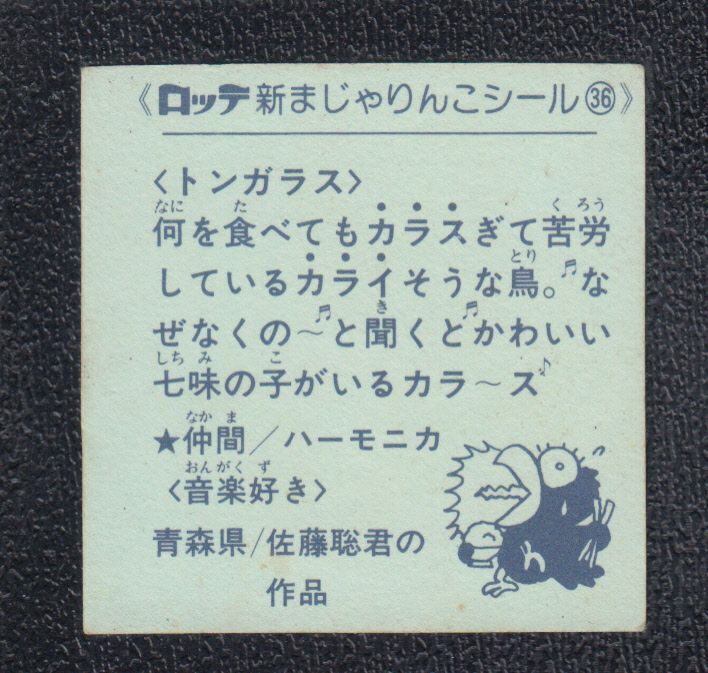 《ロッテ新まじゃりんこシール㊱》
〈トンガラス〉
何を食べてもカラスぎて苦労
しているカライそうな鳥。♬な
ぜなくの〜♬と聞くど♬かわいい
七味の子がいるカラ〜ズ♪
★仲間/ハーモニカ
〈音楽好き〉
青森県/佐藤聡君の
作品